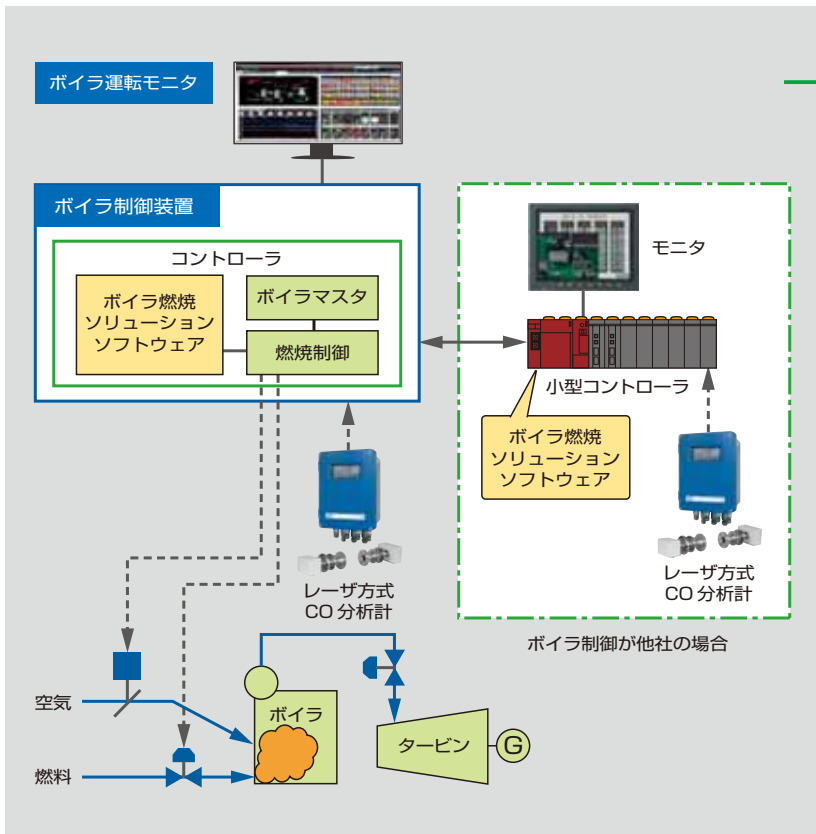 ボイラ運転モニタ
ボイラ制御装置
コントローラ
ボイラ燃焼
ソリューション
ソフトウェア
ボイラマスタ
燃焼制御
モニタ
小型コントローラ
ボイラ燃焼
ソリューション
ソフトウェア
レーザ方式
CO 分析計
レーザ方式
CO 分析計
ボイラ制御が他社の場合
空気
燃料
ボイラ
タービン
G